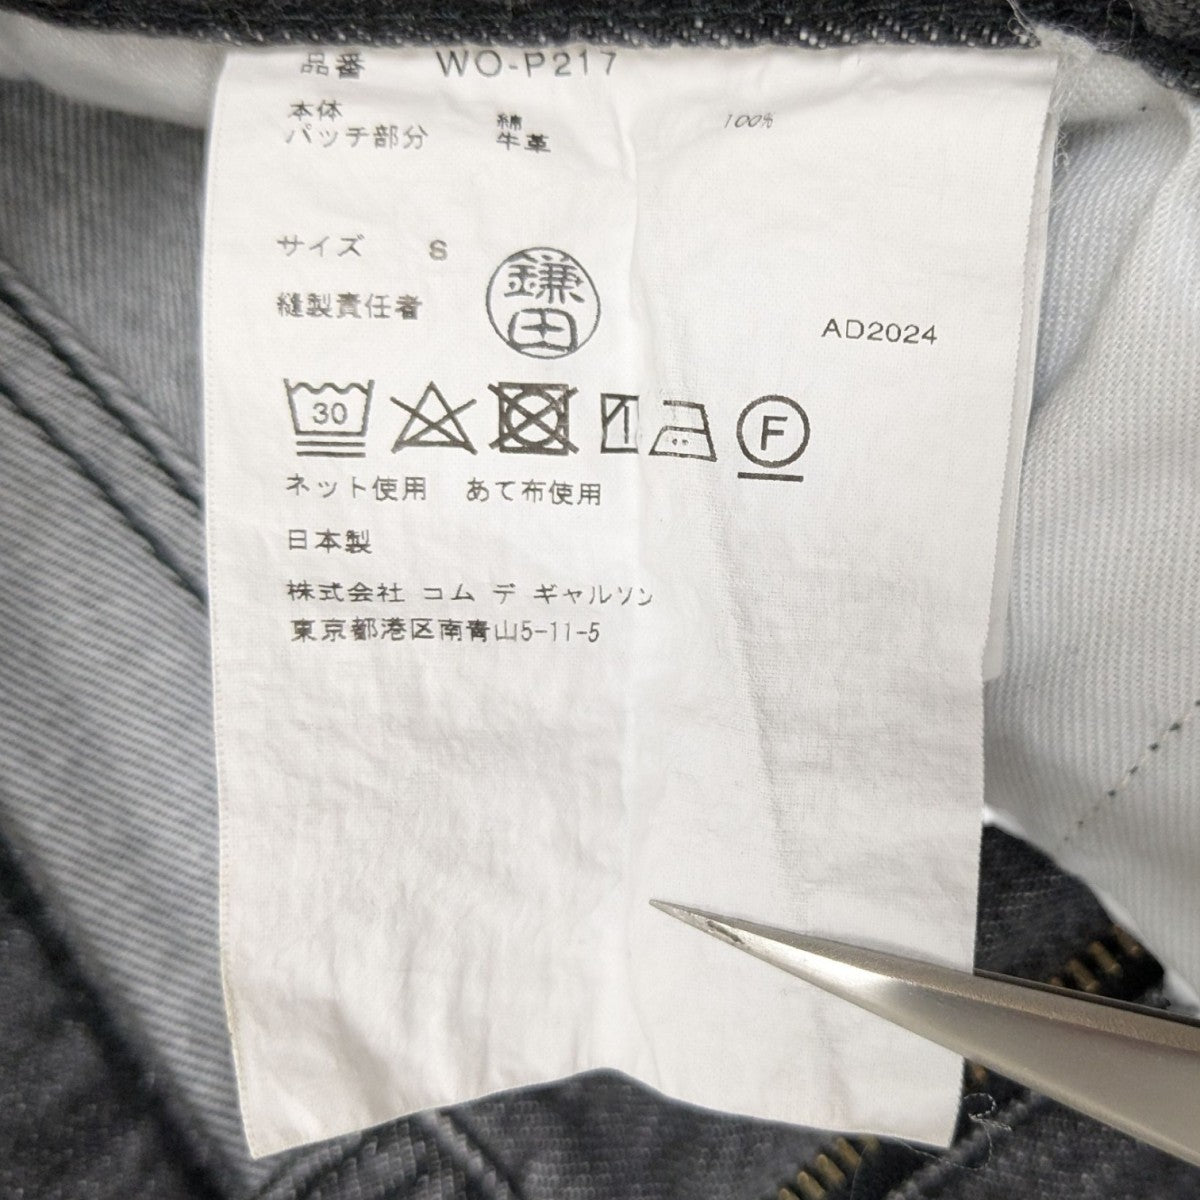 品番 WO-P217
本体 綿 100%
パッチ部分 牛革
サイズ S
縫製責任者 鎌田
AD2024
30 F
ネット使用 あて布使用
日本製
株式会社 コム デ ギャルソン
東京都港区南青山5-11-5